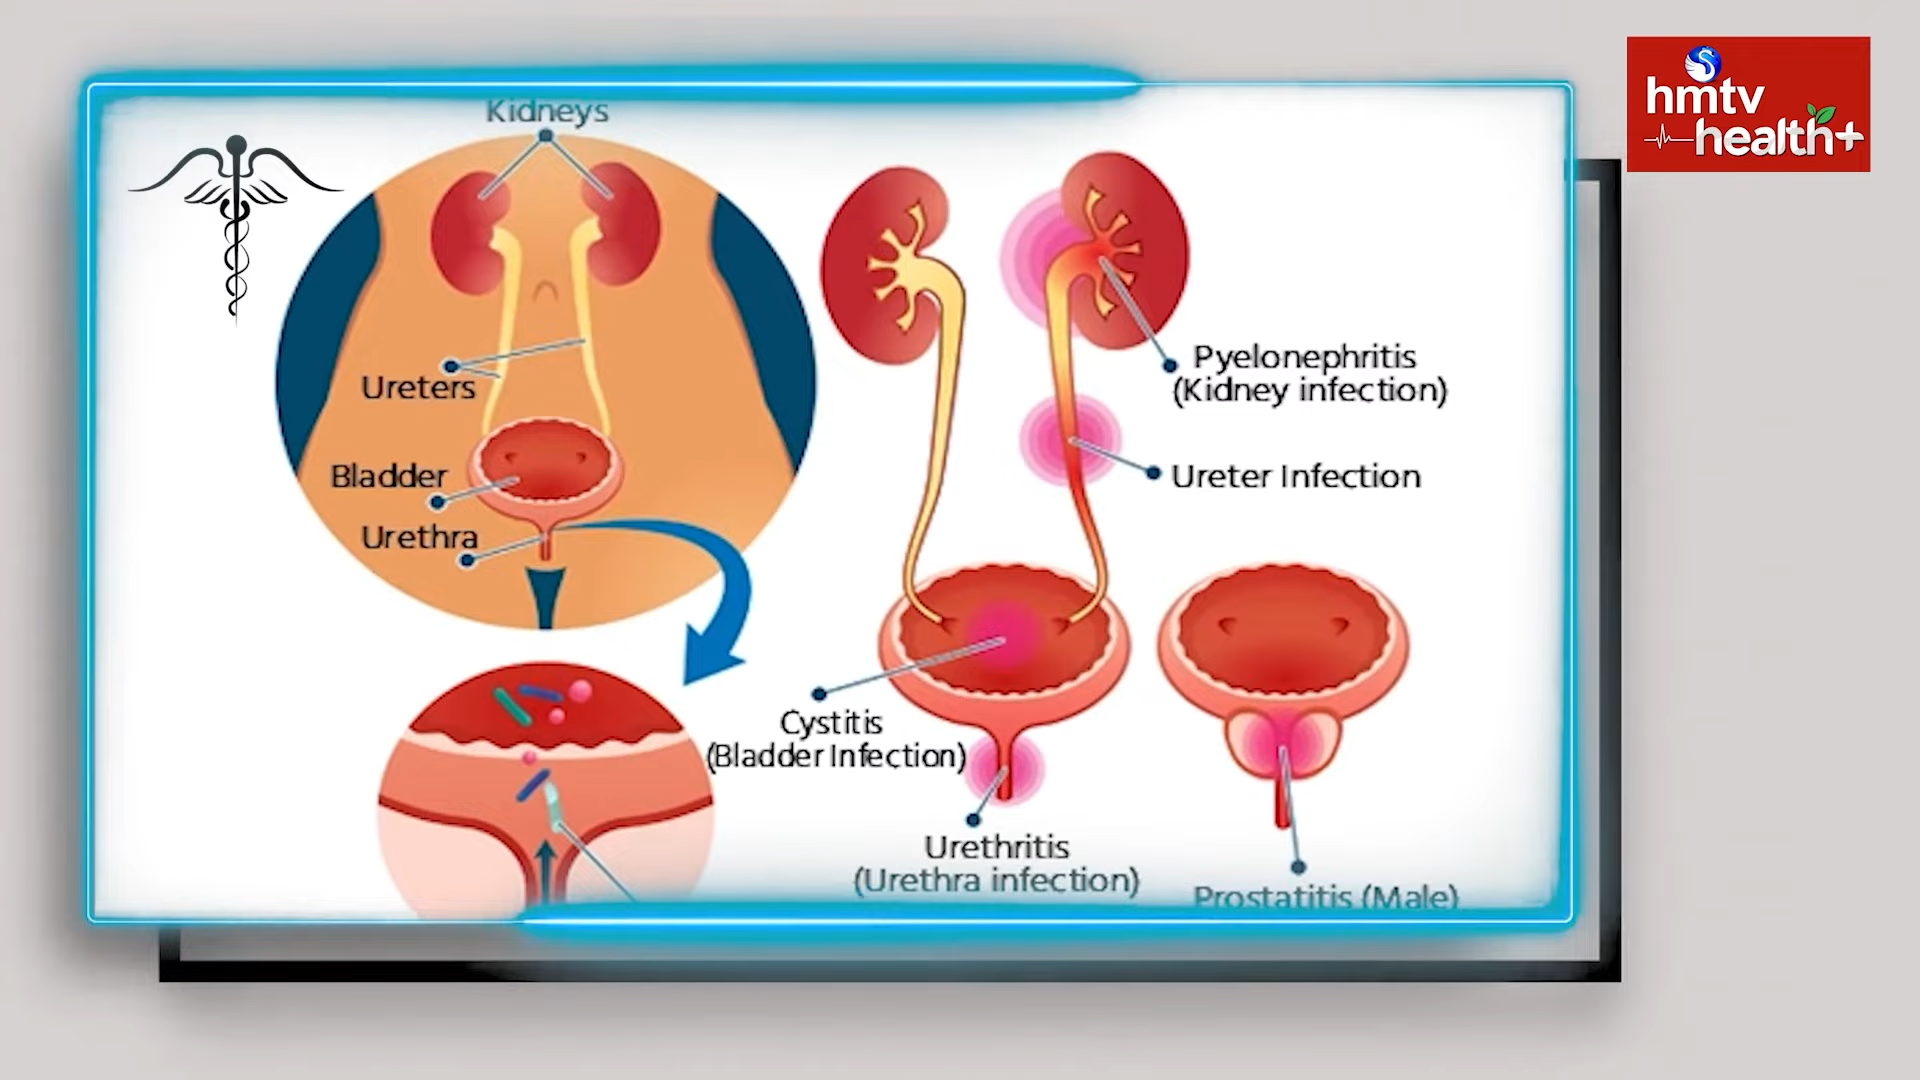 hmtv
health+
Kidneys
Ureters
Bladder
Urethra
Pyelonephritis
(Kidney infection)
Ureter Infection
Cystitis
(Bladder Infection)
Urethritis
(Urethra infection)
Prostatitis (Male)